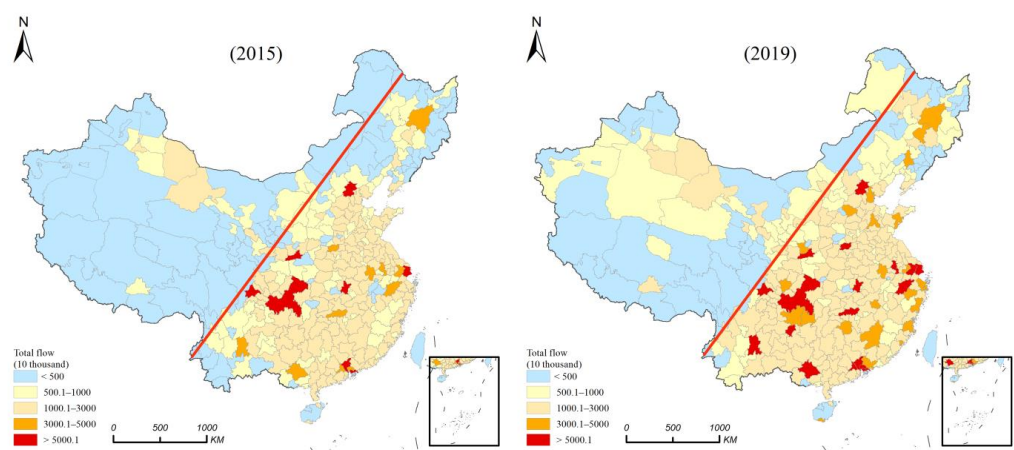 N
(2015)
Total flow
(10 thousand)
< 500
500.1–1000
1000.1–3000
3000.1–5000
> 5000.1
0 500 1000
KM
N
(2019)
Total flow
(10 thousand)
< 500
500.1–1000
1000.1–3000
3000.1–5000
> 5000.1
0 500 1000
KM